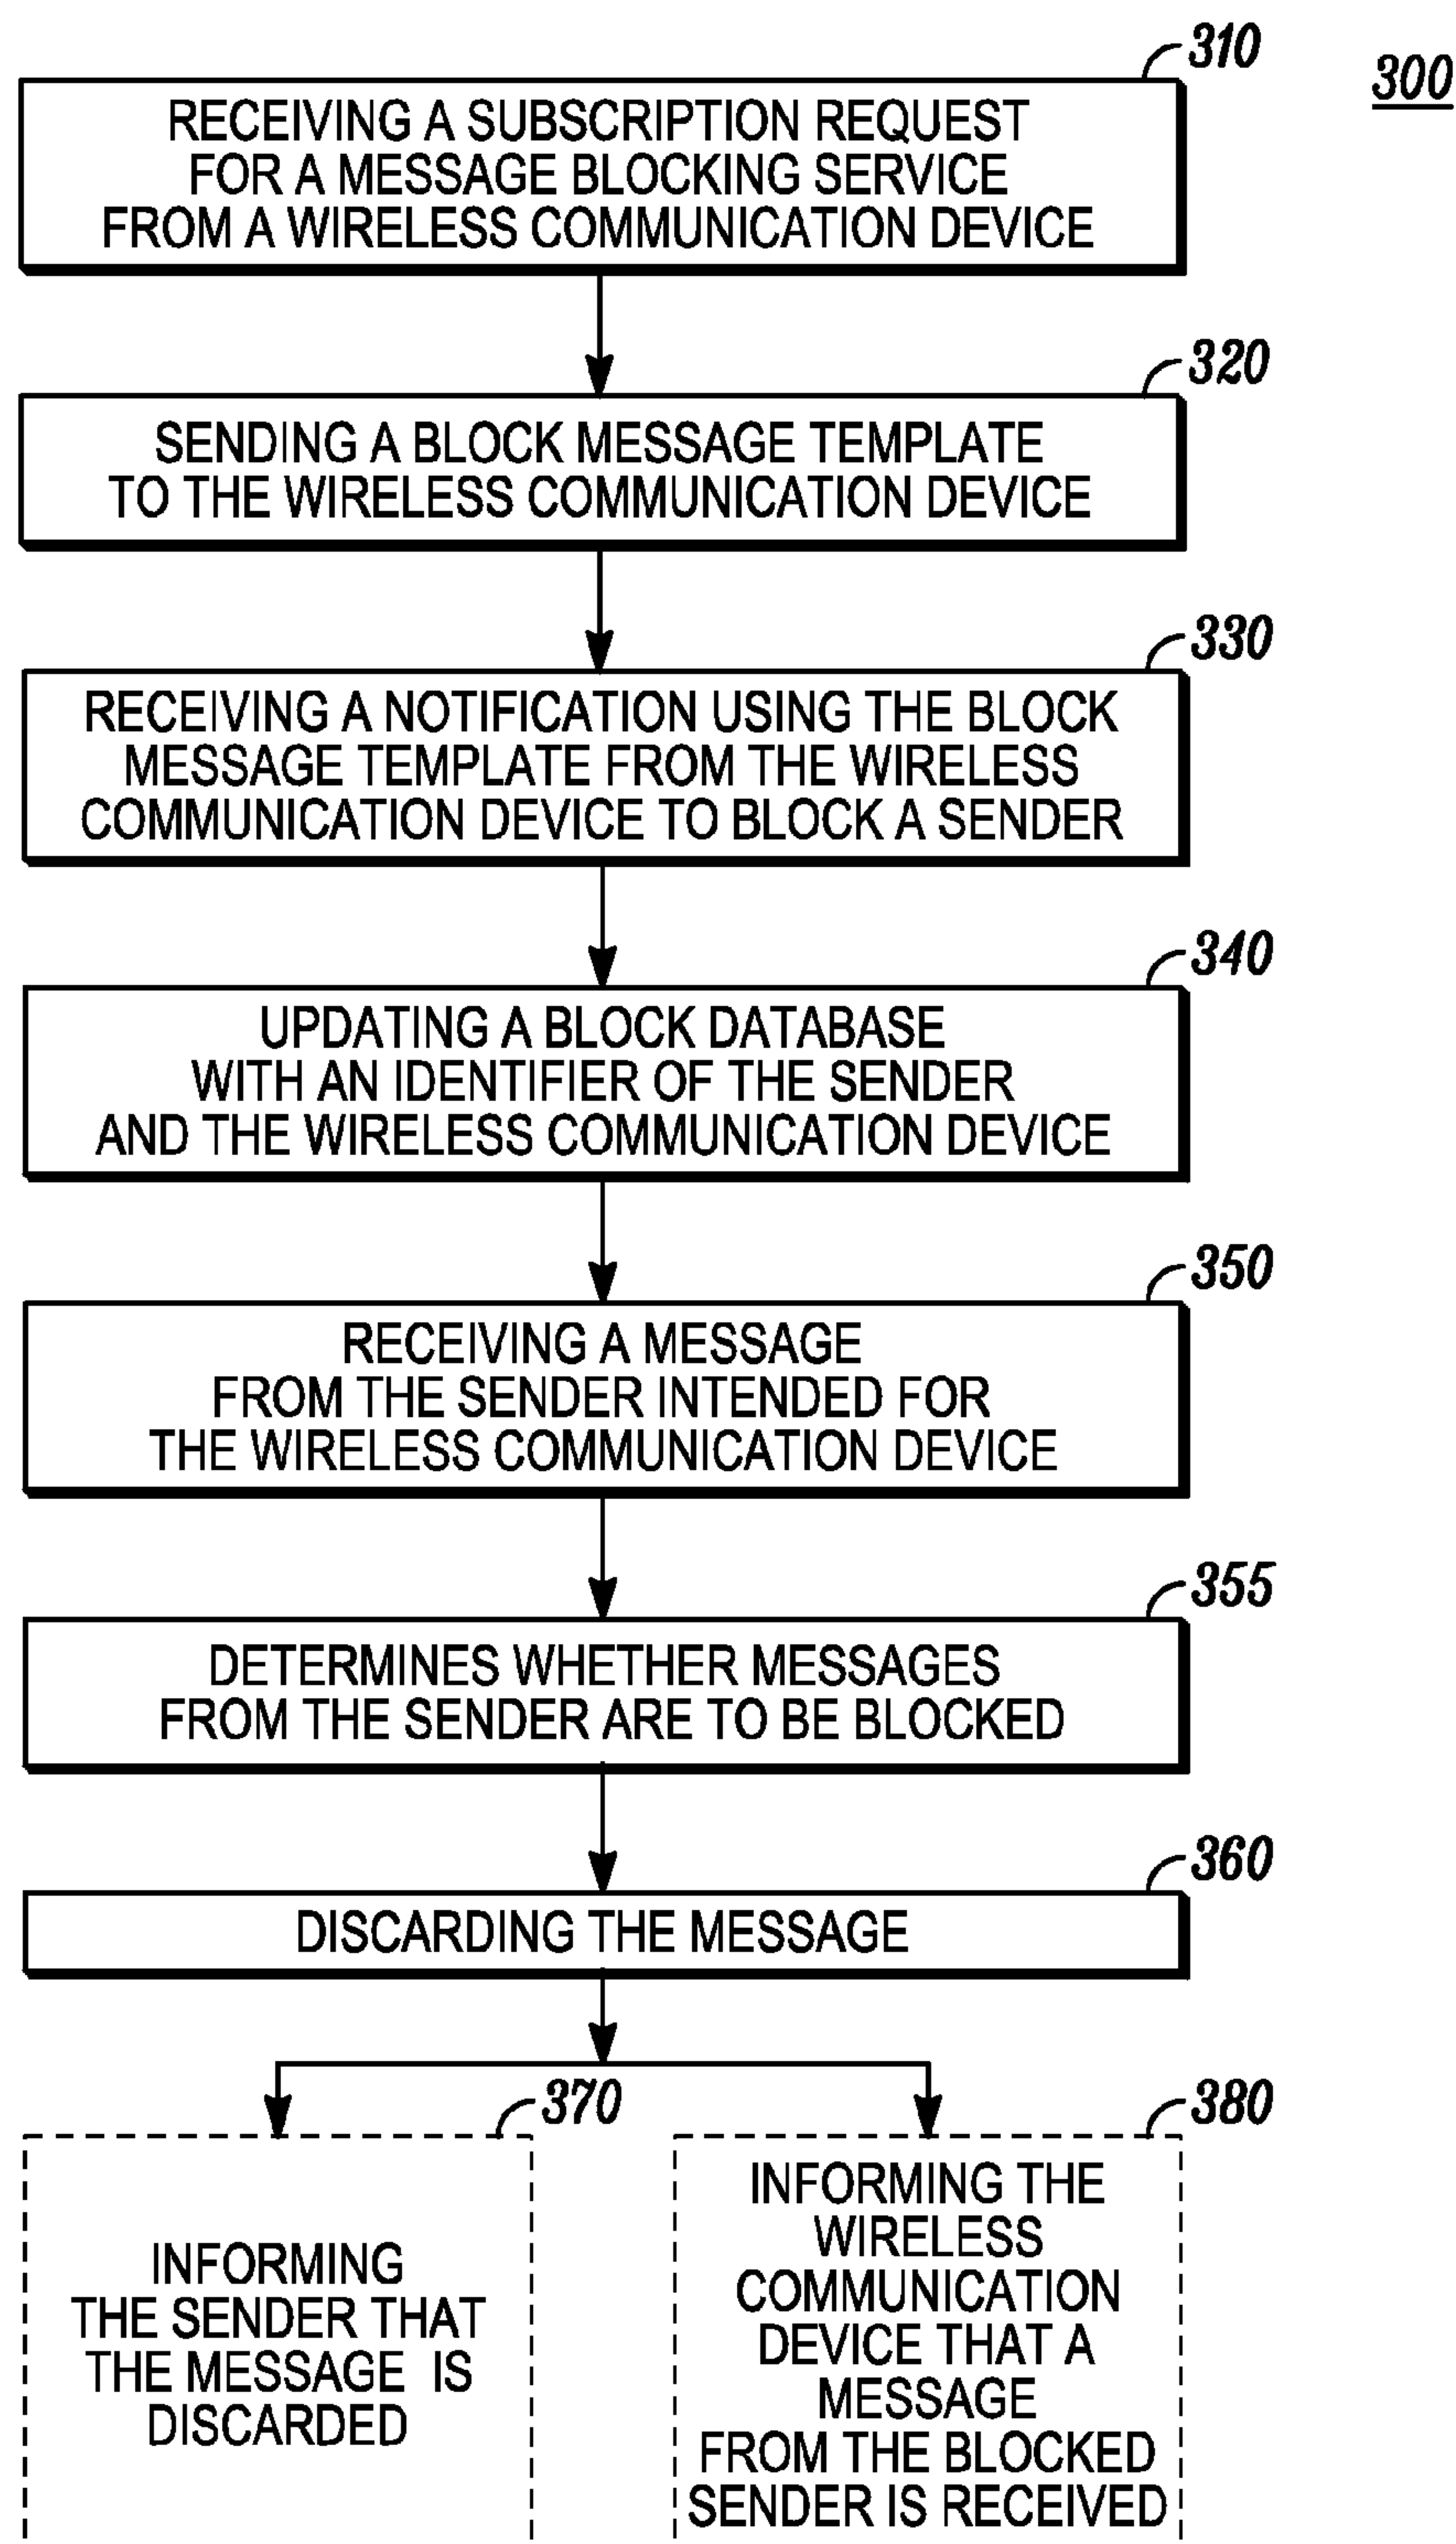 310
300
RECEIVING A SUBSCRIPTION REQUEST
FOR A MESSAGE BLOCKING SERVICE
FROM A WIRELESS COMMUNICATION DEVICE
320
SENDING A BLOCK MESSAGE TEMPLATE
TO THE WIRELESS COMMUNICATION DEVICE
330
RECEIVING A NOTIFICATION USING THE BLOCK
MESSAGE TEMPLATE FROM THE WIRELESS
COMMUNICATION DEVICE TO BLOCK A SENDER
340
UPDATING A BLOCK DATABASE
WITH AN IDENTIFIER OF THE SENDER
AND THE WIRELESS COMMUNICATION DEVICE
350
RECEIVING A MESSAGE
FROM THE SENDER INTENDED FOR
THE WIRELESS COMMUNICATION DEVICE
355
DETERMINES WHETHER MESSAGES
FROM THE SENDER ARE TO BE BLOCKED
360
DISCARDING THE MESSAGE
370
INFORMING
THE SENDER THAT
THE MESSAGE IS
DISCARDED
380
INFORMING THE
WIRELESS
COMMUNICATION
DEVICE THAT A
MESSAGE
FROM THE BLOCKED
SENDER IS RECEIVED